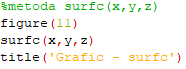 %metoda surfc(x,y,z)
figure(11)
surfc(x,y,z)
title('Grafic - surfc')